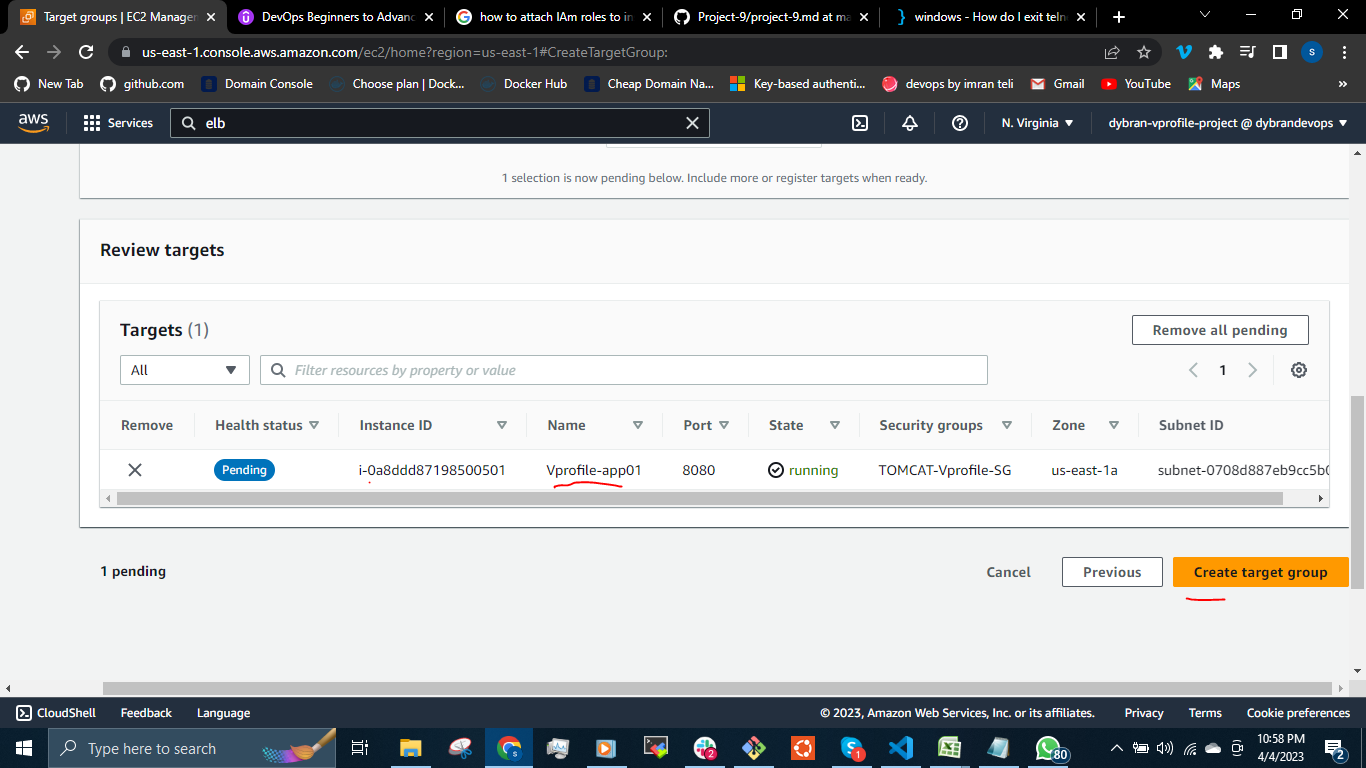 Target groups | EC2 Manager
DevOps Beginners to Advanc
how to attach IAm roles to in
Project-9/project-9.md at ma
windows - How do I exit teln
us-east-1.console.aws.amazon.com/ec2/home?region=us-east-1#CreateTargetGroup:
S
New Tab
github.com
Domain Console
Choose plan | Dock...
Docker Hub
Cheap Domain Na...
Key-based authenti...
devops by imran teli
Gmail
YouTube
Maps
»
aws
Services
elb
N. Virginia
dybran-vprofile-project @ dybrandevops
1 selection is now pending below. Include more or register targets when ready.
Review targets
Targets (1)
Remove all pending
All
Filter resources by property or value
1
Remove
Health status
Instance ID
Name
Port
State
Security groups
Zone
Subnet ID
Pending
i-0a8ddd87198500501
Vprofile-app01
8080
running
TOMCAT-Vprofile-SG
us-east-1a
subnet-0708d887eb9cc5b0
1 pending
Cancel
Previous
Create target group
CloudShell
Feedback
Language
© 2023, Amazon Web Services, Inc. or its affiliates.
Privacy
Terms
Cookie preferences
Type here to search
2
1
80
10:58 PM
4/4/2023
2